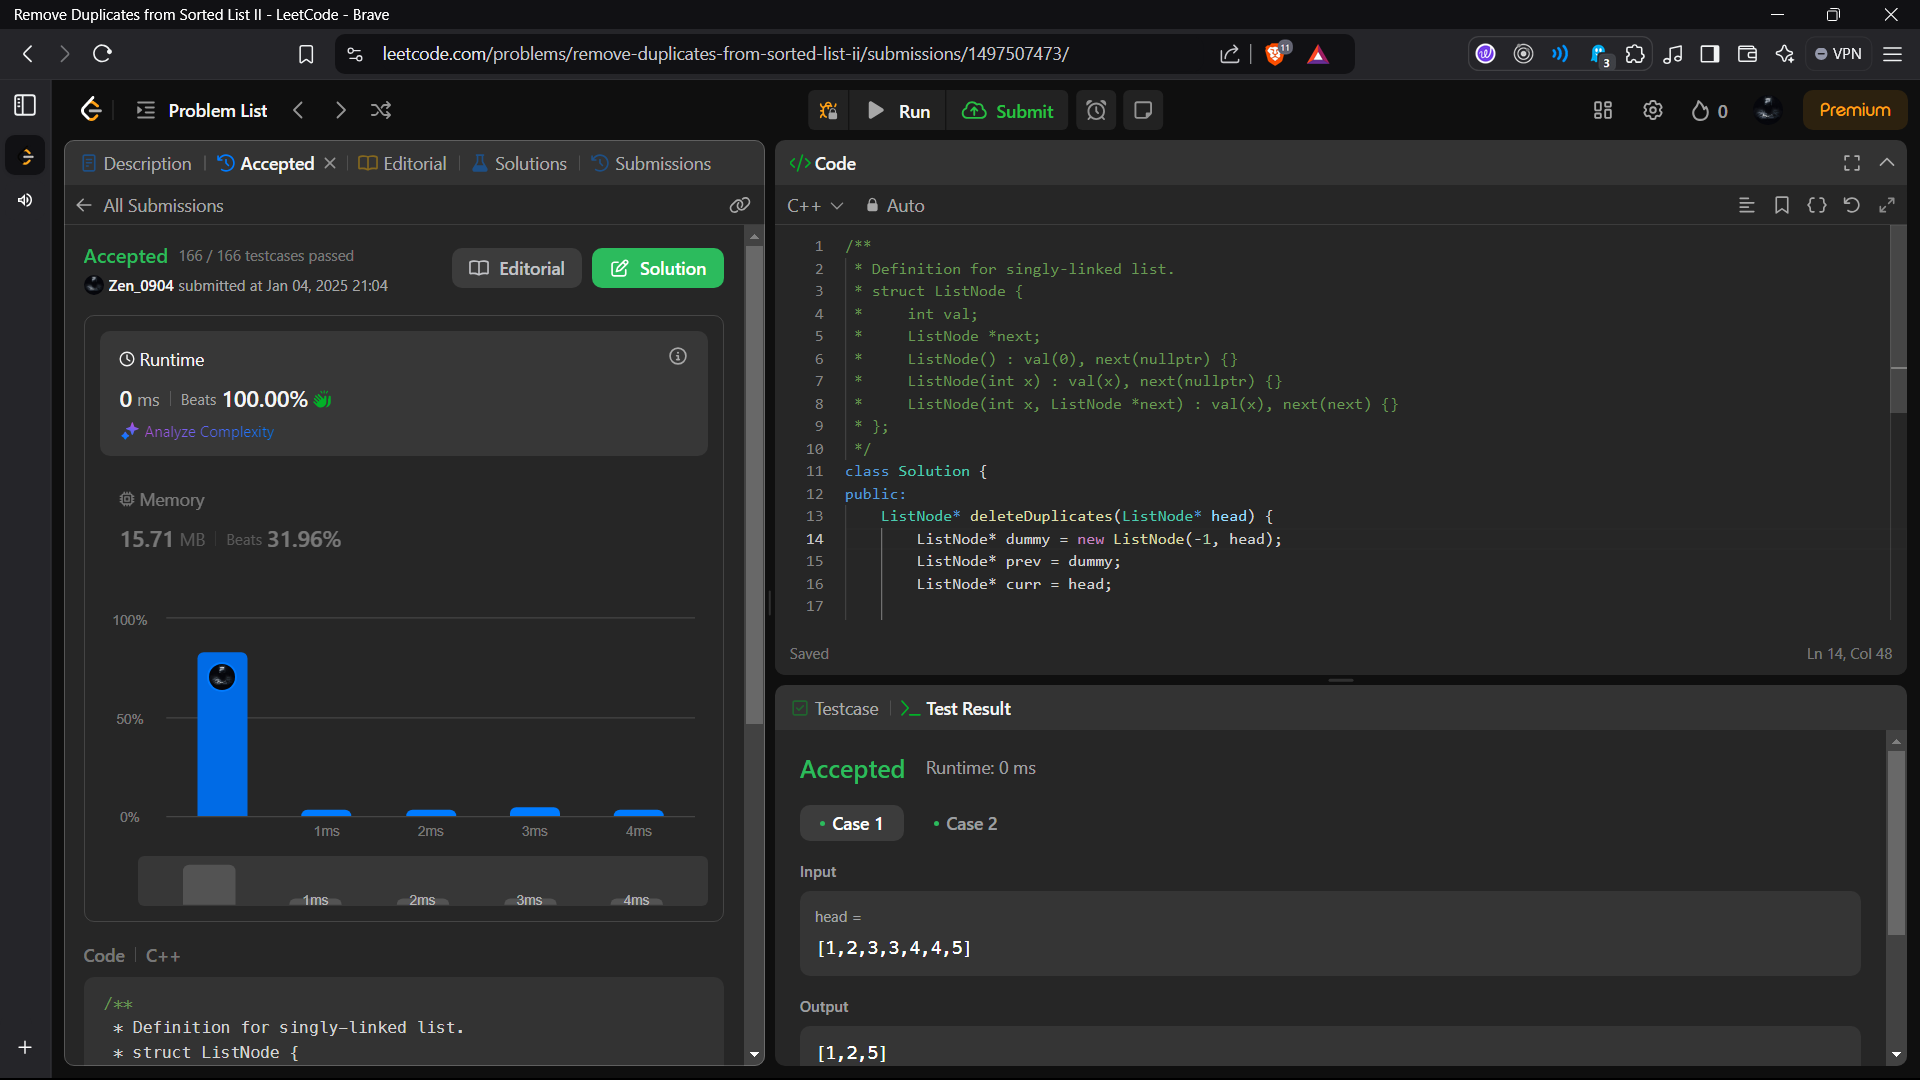 Remove Duplicates from Sorted List II - LeetCode - Brave
leetcode.com/problems/remove-duplicates-from-sorted-list-ii/submissions/1497507473/
11
3
VPN
Problem List
Run
Submit
0
Premium
Description
Accepted
Editorial
Solutions
Submissions
All Submissions
Accepted 166 / 166 testcases passed
Zen_0904 submitted at Jan 04, 2025 21:04
Editorial
Solution
Runtime
0 ms
Beats 100.00%
Analyze Complexity
Memory
15.71 MB
Beats 31.96%
100%
50%
0%
1ms
2ms
3ms
4ms
1ms
2ms
3ms
4ms
Code
C++
/**
* Definition for singly-linked list.
* struct ListNode {
</> Code
C++
Auto
1 /**
2 * Definition for singly-linked list.
3 * struct ListNode {
4 *     int val;
5 *     ListNode *next;
6 *     ListNode() : val(0), next(nullptr) {}
7 *     ListNode(int x) : val(x), next(nullptr) {}
8 *     ListNode(int x, ListNode *next) : val(x), next(next) {}
9 * };
10 */
11 class Solution {
12 public:
13     ListNode* deleteDuplicates(ListNode* head) {
14         ListNode* dummy = new ListNode(-1, head);
15         ListNode* prev = dummy;
16         ListNode* curr = head;
17
Saved
Ln 14, Col 48
Testcase
Test Result
Accepted
Runtime: 0 ms
Case 1
Case 2
Input
head =
[1,2,3,3,4,4,5]
Output
[1,2,5]